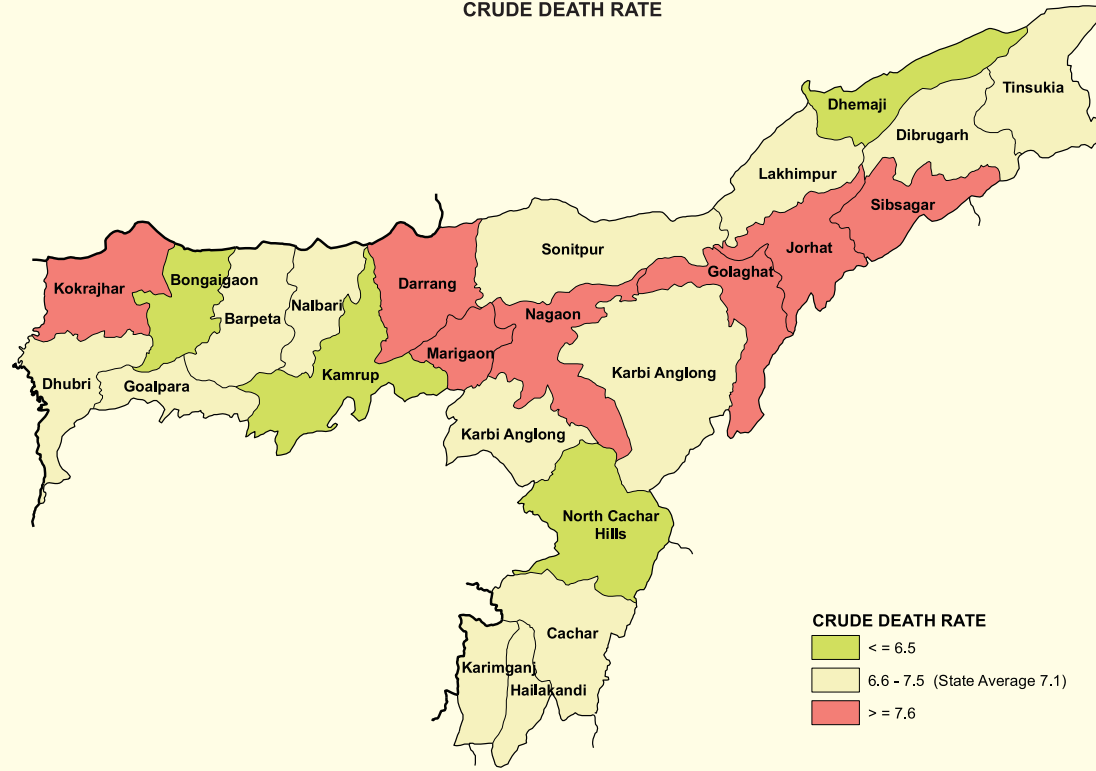 CRUDE DEATH RATE
Tinsukia
Dhemaji
Dibrugarh
Lakhimpur
Sibsagar
Sonitpur
Jorhat
Golaghat
Bongaigaon
Darrang
Kokrajhar
Nalbari
Nagaon
Barpeta
Marigaon
Kamrup
Karbi Anglong
Dhubri
Goalpara
Karbi Anglong
North Cachar
Hills
Cachar
Karimganj
Hailakandi
CRUDE DEATH RATE
< = 6.5
6.6 - 7.5 (State Average 7.1)
> = 7.6